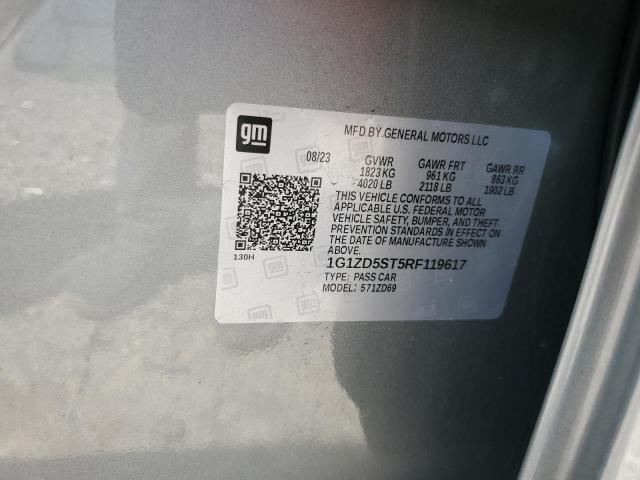 gm
MFD BY GENERAL MOTORS LLC
08/23 GVWR GAWR FRT GAWR RR
1823 KG 961 KG 863 KG
4020 LB 2118 LB 1902 LB
THIS VEHICLE CONFORMS TO ALL
APPLICABLE U.S. FEDERAL MOTOR
VEHICLE SAFETY, BUMPER, AND THEFT
PREVENTION STANDARDS IN EFFECT ON
THE DATE OF MANUFACTURE SHOWN
ABOVE.
130H
1G1ZD5ST5RF119617
TYPE: PASS CAR
MODEL: 571ZD69